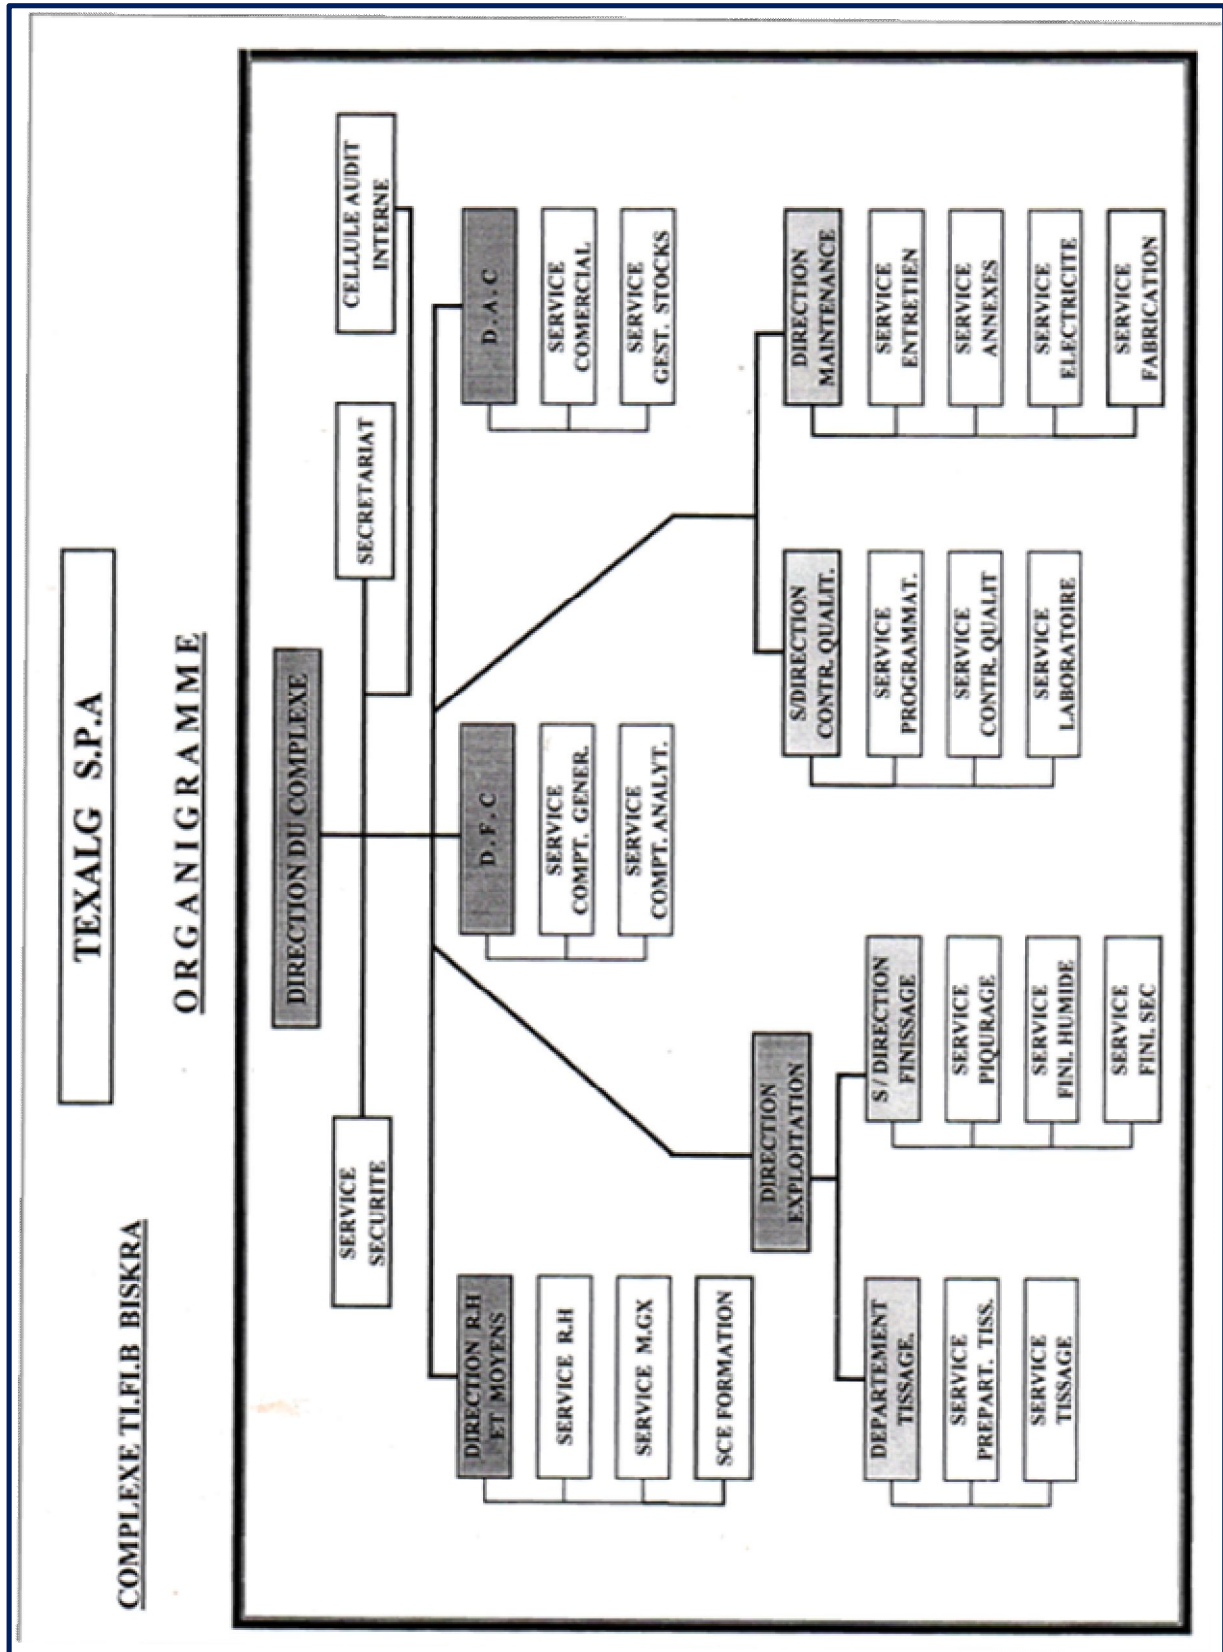 TEXALG S.P.A
COMPLEXE TI.FI.B BISKRA
ORGANIGRAMME
DIRECTION DU COMPLEXE
SERVICE
SECURITE
SECRETARIAT
CELLULE AUDIT
INTERNE
DIRECTION R.H
ET MOYENS
SERVICE R.H
SERVICE M.GX
SCE FORMATION
D.F.C
SERVICE
COMPT. GENER.
SERVICE
COMPT. ANALYT.
D.A.C
SERVICE
COMERCIAL
SERVICE
GEST. STOCKS
DIRECTION
EXPLOITATION
DEPARTEMENT
TISSAGE.
SERVICE
PREPART. TISS.
SERVICE
TISSAGE
S / DIRECTION
FINISSAGE
SERVICE
PIQURAGE
SERVICE
FINI. HUMIDE
SERVICE
FINI. SEC
S/DIRECTION
CONTR. QUALIT.
SERVICE
PROGRAMMAT.
SERVICE
CONTR. QUALIT
SERVICE
LABORATOIRE
DIRECTION
MAINTENANCE
SERVICE
ENTRETIEN
SERVICE
ANNEXES
SERVICE
ELECTRICITE
SERVICE
FABRICATION